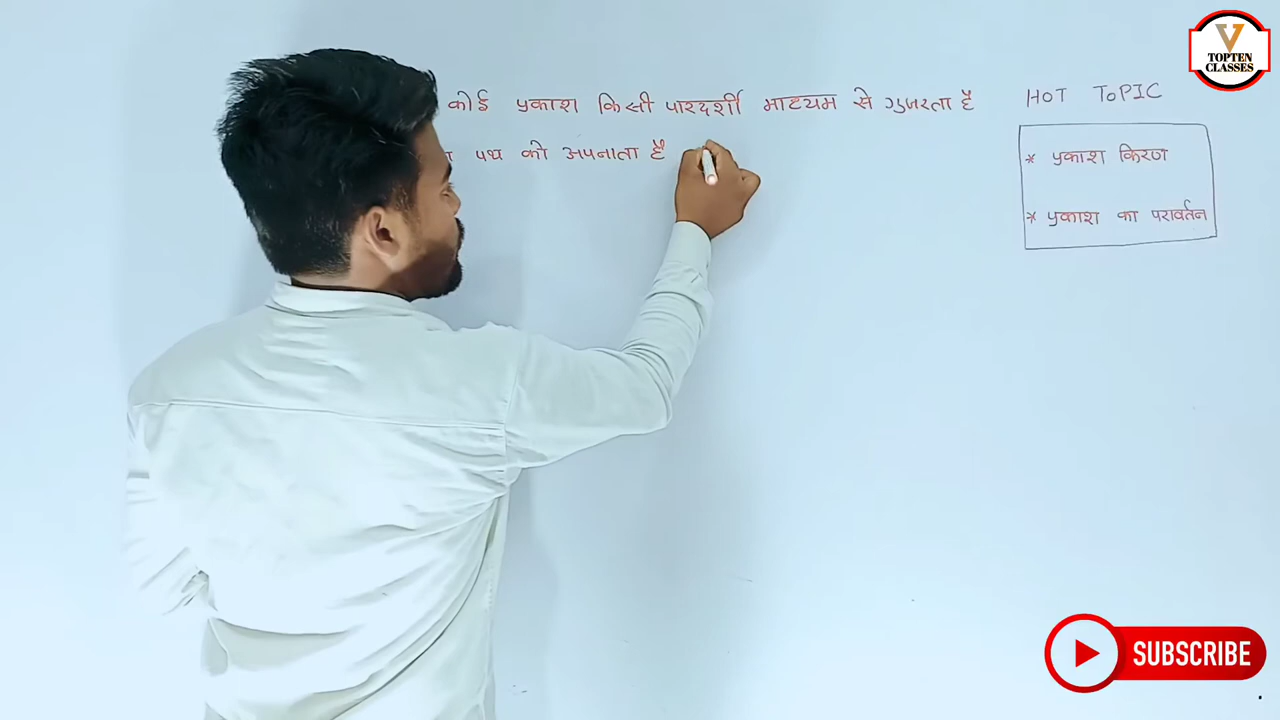 कोई प्रकाश किसी पारदर्शी माध्यम से गुजरता है
पथ को अपनाता है
HOT TOPIC
* प्रकाश किरण
* प्रकाश का परावर्तन
V
TOPTEN
CLASSES
SUBSCRIBE